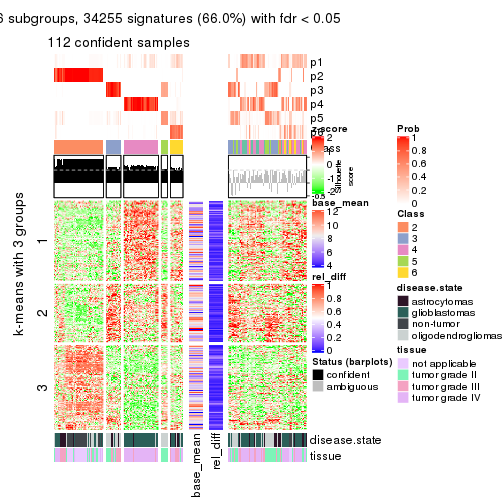 6 subgroups, 34255 signatures (66.0%) with fdr < 0.05
112 confident samples
p1
p2
p3
p4
p5
p6
Class
Silhouette
score
z-score
2
1
0
-1
-2
-0.5
base_mean
12
10
8
6
4
rel_diff
1
0.8
0.6
0.4
0.2
0
Status (barplots)
confident
ambiguous
Prob
1
0.8
0.6
0.4
0.2
0
Class
2
3
4
5
6
disease.state
astrocytomas
glioblastomas
non-tumor
oligodendrogliomas
tissue
not applicable
tumor grade II
tumor grade III
tumor grade IV
k-means with 3 groups
1
2
3
disease.state
tissue
base_mean
rel_diff